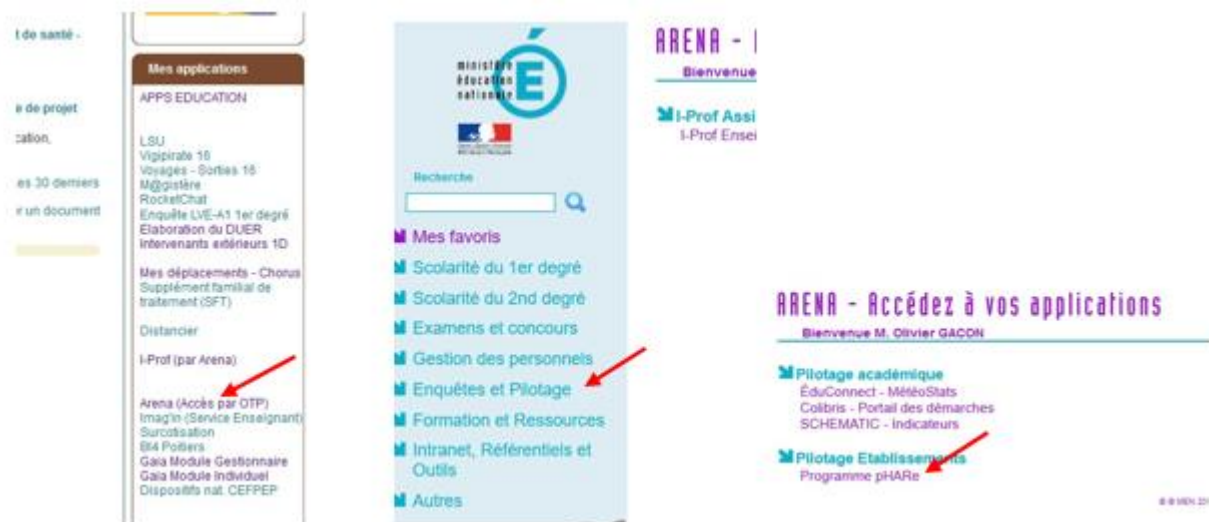 t de santé -
e de projet
cation,
es 30 derniers
r un document
Mes applications
APPS EDUCATION
LSU
Vigipirate 16
Voyages - Sorties 16
M@gistère
RocketChat
Enquête LVE-A1 1er degré
Elaboration du DUER
Intervenants extérieurs 1D
Mes déplacements - Chorus
Supplément familial de
traitement (SFT)
Distancier
I-Prof (par Arena)
Arena (Accès par OTP)
Imag'in (Service Enseignant)
Surcotisation
BI4 Poitiers
Gaia Module Gestionnaire
Gaia Module Individuel
Dispositifs nat. CEFPEP
ministère
éducation
nationale
É
Recherche
Mes favoris
Scolarité du 1er degré
Scolarité du 2nd degré
Examens et concours
Gestion des personnels
Enquêtes et Pilotage
Formation et Ressources
Intranet, Référentiels et
Outils
Autres
ARENA -
Bienvenue
I-Prof Assi
I-Prof Ensei
ARENA - Accédez à vos applications
Bienvenue M. Olivier GACON
Pilotage académique
ÉduConnect - MétéoStats
Colibris - Portail des démarches
SCHEMATIC - Indicateurs
Pilotage Etablissements
Programme pHARe